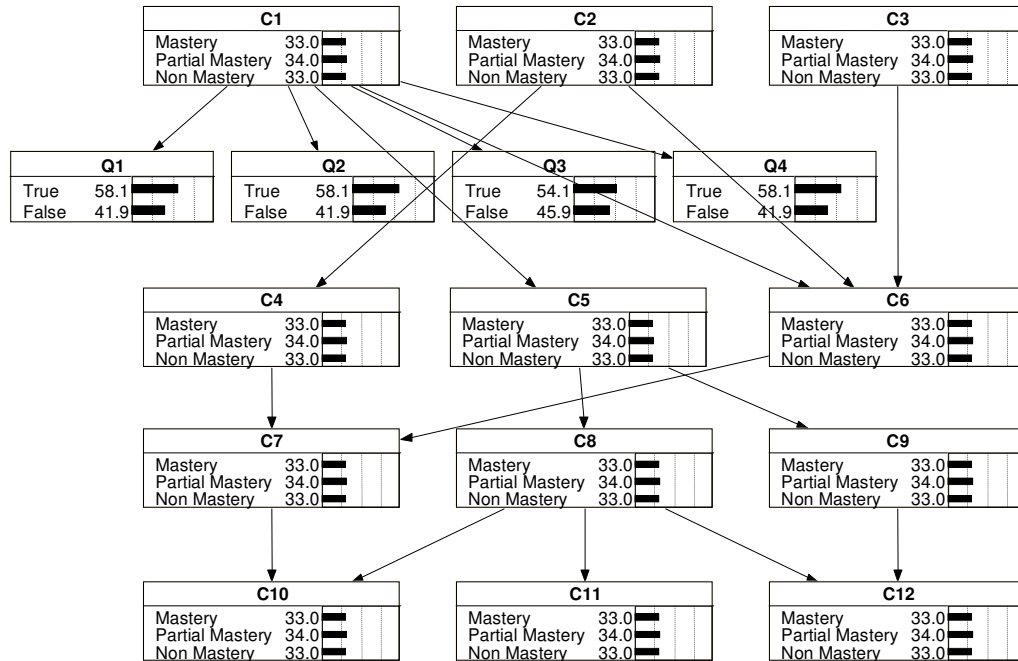 C1
Mastery 33.0
Partial Mastery 34.0
Non Mastery 33.0
C2
Mastery 33.0
Partial Mastery 34.0
Non Mastery 33.0
C3
Mastery 33.0
Partial Mastery 34.0
Non Mastery 33.0
Q1
True 58.1
False 41.9
Q2
True 58.1
False 41.9
Q3
True 54.1
False 45.9
Q4
True 58.1
False 41.9
C4
Mastery 33.0
Partial Mastery 34.0
Non Mastery 33.0
C5
Mastery 33.0
Partial Mastery 34.0
Non Mastery 33.0
C6
Mastery 33.0
Partial Mastery 34.0
Non Mastery 33.0
C7
Mastery 33.0
Partial Mastery 34.0
Non Mastery 33.0
C8
Mastery 33.0
Partial Mastery 34.0
Non Mastery 33.0
C9
Mastery 33.0
Partial Mastery 34.0
Non Mastery 33.0
C10
Mastery 33.0
Partial Mastery 34.0
Non Mastery 33.0
C11
Mastery 33.0
Partial Mastery 34.0
Non Mastery 33.0
C12
Mastery 33.0
Partial Mastery 34.0
Non Mastery 33.0